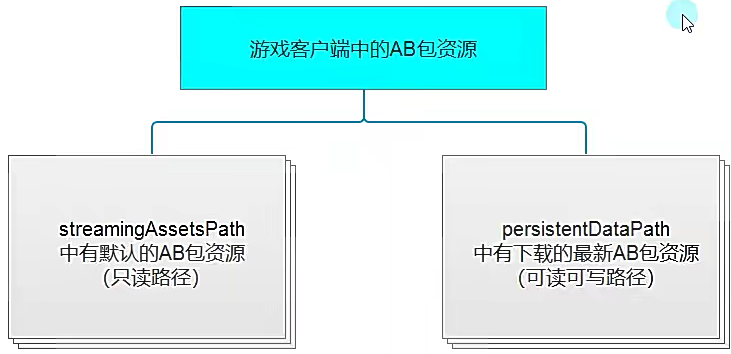 游戏客户端中的AB包资源
streamingAssetsPath
中有默认的AB包资源
（只读路径）
persistentDataPath
中有下载的最新AB包资源
（可读可写路径）